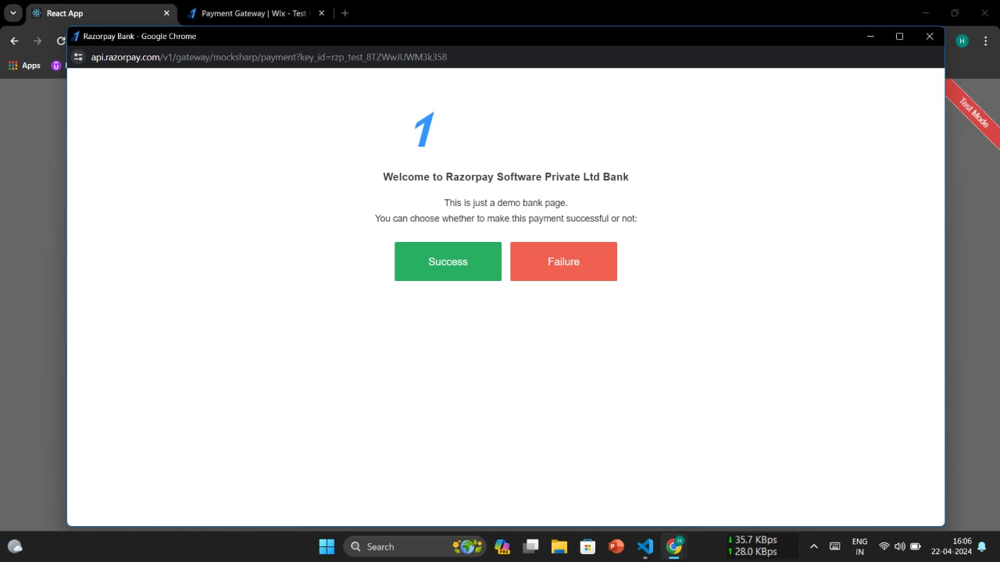 React App
Payment Gateway | Wix - Test
Razorpay Bank - Google Chrome
api.razorpay.com/v1/gateway/mocksharp/payment?key_id=rzp_test_8TZWwJUWM3k358
H
Apps
Test Mode
Welcome to Razorpay Software Private Ltd Bank
This is just a demo bank page.
You can choose whether to make this payment successful or not:
Success
Failure
Search
PRE
35.7 KBps
28.0 KBps
ENG
IN
16:06
22-04-2024